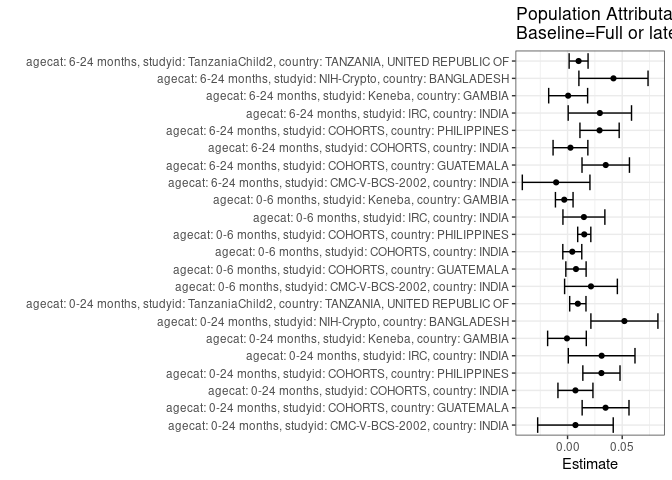 Population Attributa
Baseline=Full or late
agecat: 6-24 months, studyid: TanzaniaChild2, country: TANZANIA, UNITED REPUBLIC OF
agecat: 6-24 months, studyid: NIH-Crypto, country: BANGLADESH
agecat: 6-24 months, studyid: Keneba, country: GAMBIA
agecat: 6-24 months, studyid: IRC, country: INDIA
agecat: 6-24 months, studyid: COHORTS, country: PHILIPPINES
agecat: 6-24 months, studyid: COHORTS, country: INDIA
agecat: 6-24 months, studyid: COHORTS, country: GUATEMALA
agecat: 6-24 months, studyid: CMC-V-BCS-2002, country: INDIA
agecat: 0-6 months, studyid: Keneba, country: GAMBIA
agecat: 0-6 months, studyid: IRC, country: INDIA
agecat: 0-6 months, studyid: COHORTS, country: PHILIPPINES
agecat: 0-6 months, studyid: COHORTS, country: INDIA
agecat: 0-6 months, studyid: COHORTS, country: GUATEMALA
agecat: 0-6 months, studyid: CMC-V-BCS-2002, country: INDIA
agecat: 0-24 months, studyid: TanzaniaChild2, country: TANZANIA, UNITED REPUBLIC OF
agecat: 0-24 months, studyid: NIH-Crypto, country: BANGLADESH
agecat: 0-24 months, studyid: Keneba, country: GAMBIA
agecat: 0-24 months, studyid: IRC, country: INDIA
agecat: 0-24 months, studyid: COHORTS, country: PHILIPPINES
agecat: 0-24 months, studyid: COHORTS, country: INDIA
agecat: 0-24 months, studyid: COHORTS, country: GUATEMALA
agecat: 0-24 months, studyid: CMC-V-BCS-2002, country: INDIA
0.00 0.05
Estimate